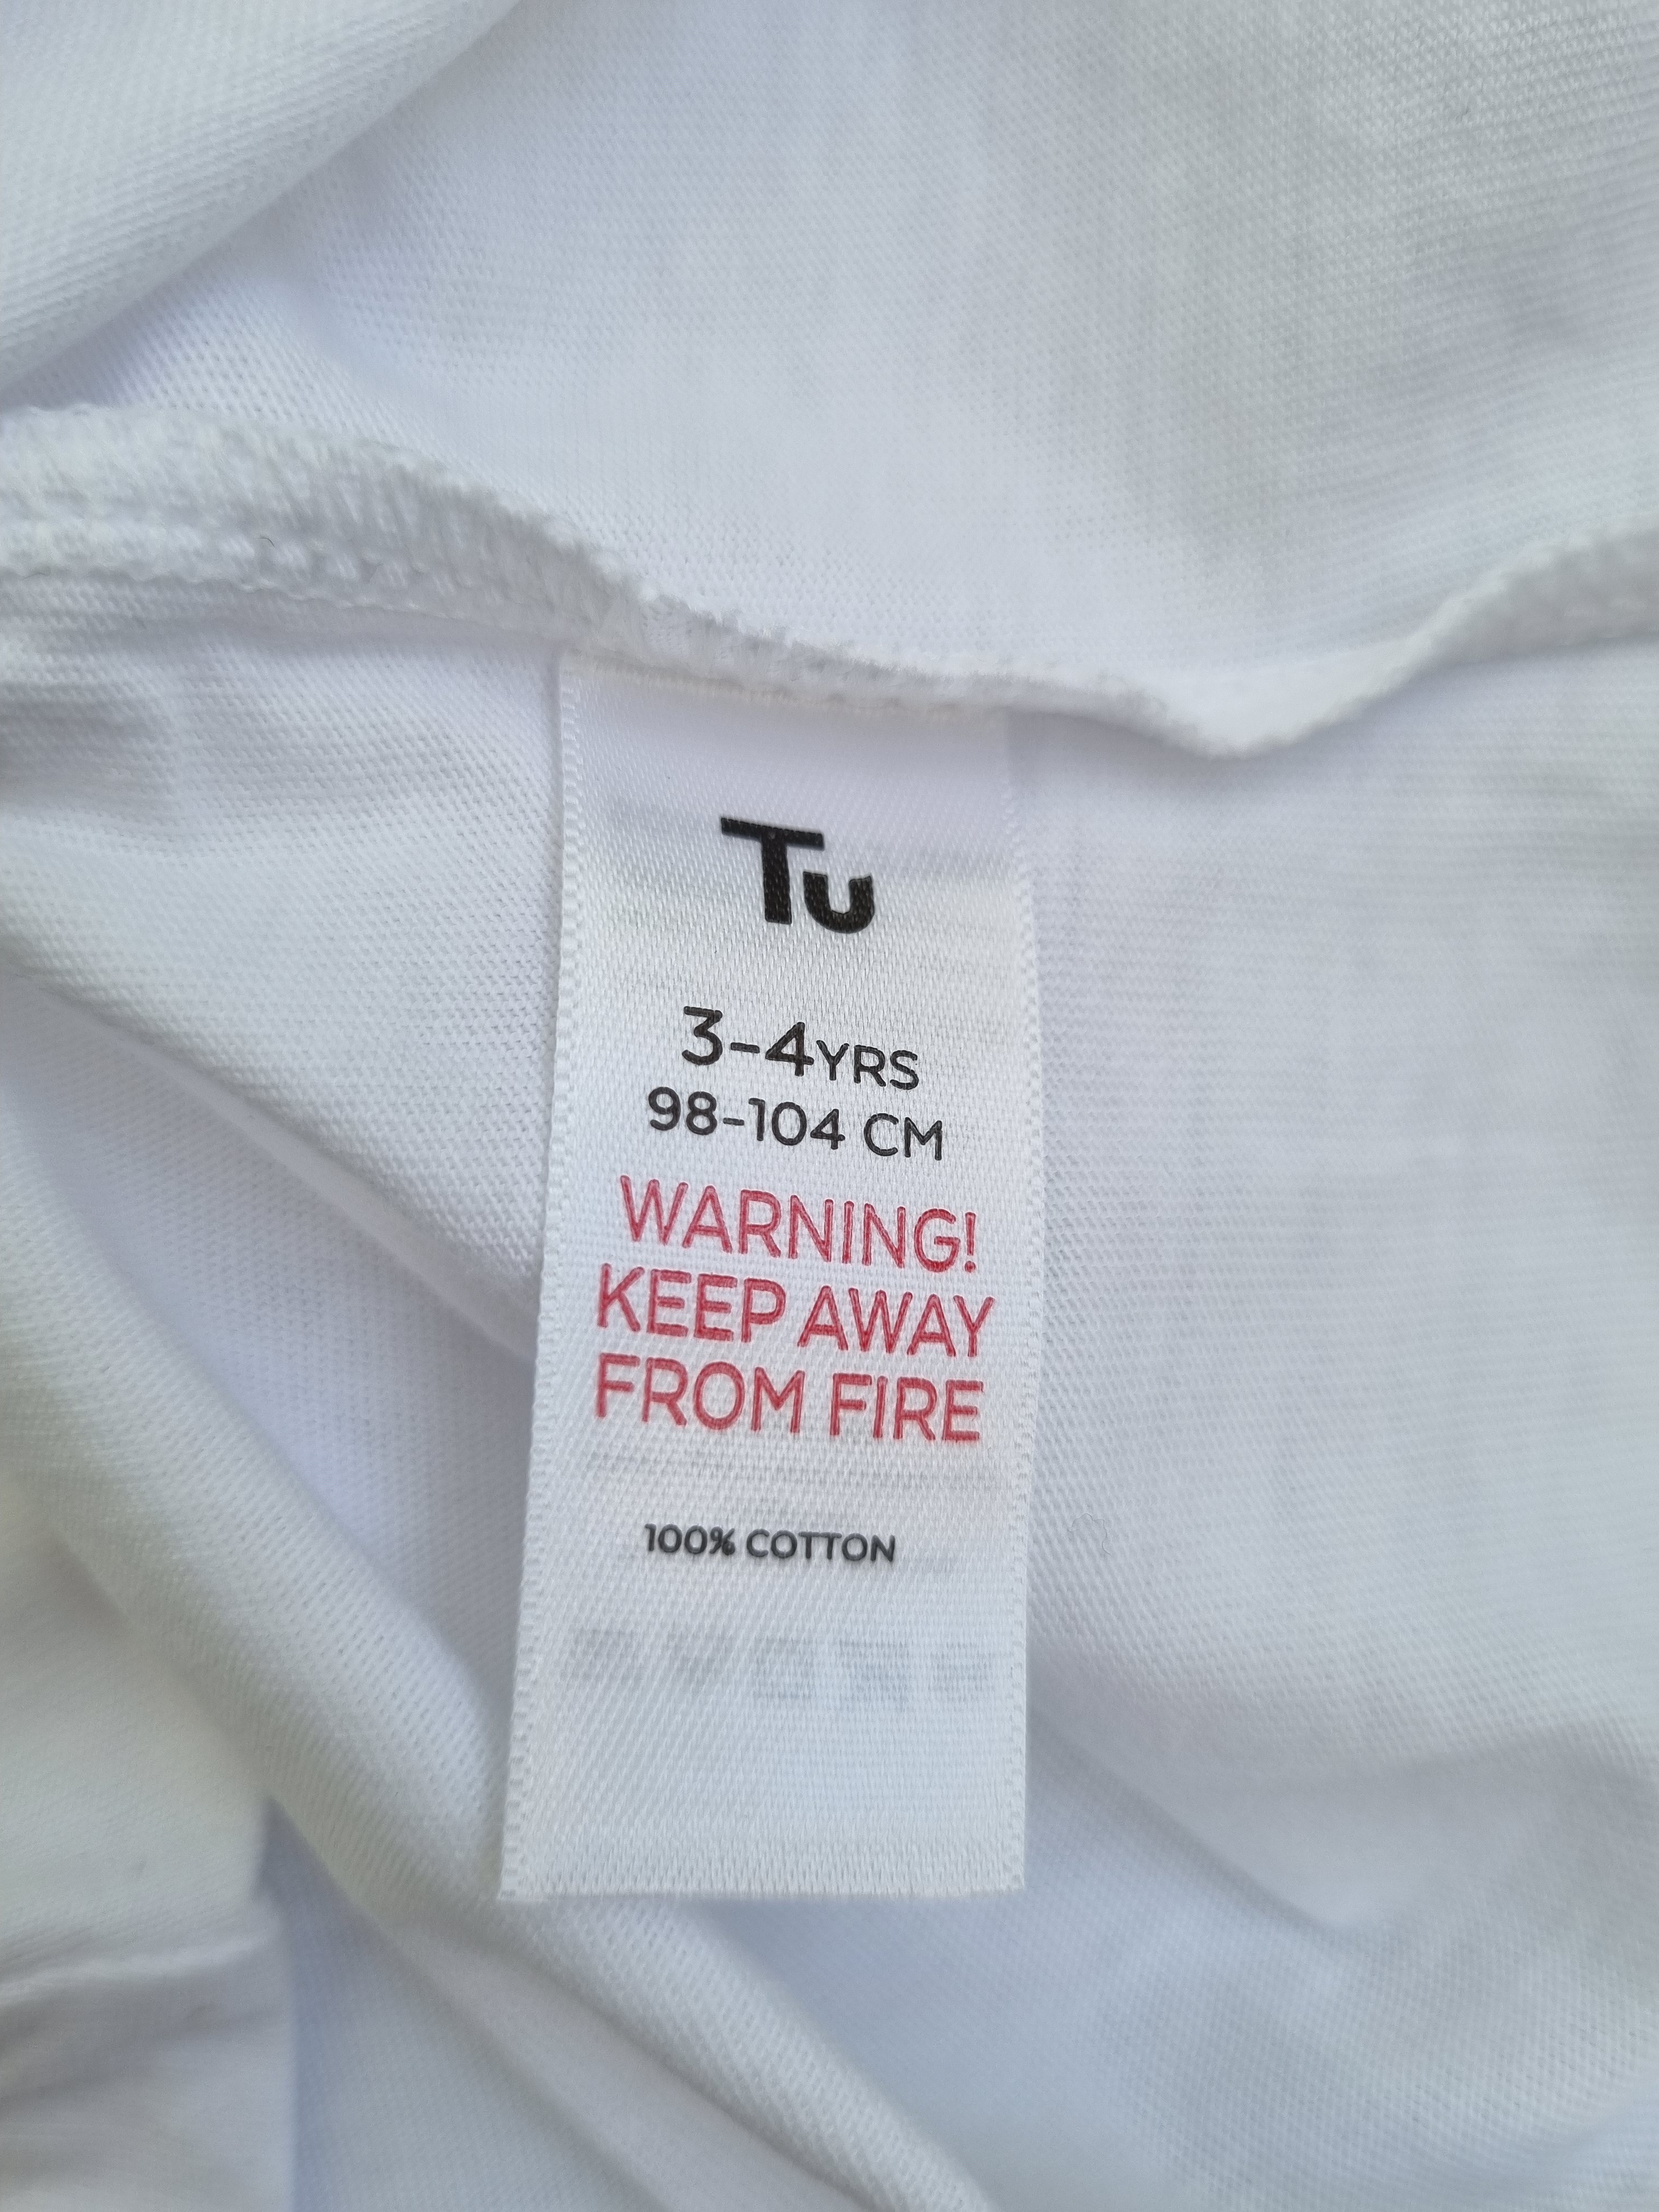 Tu
3-4YRS
98-104 CM
WARNING!
KEEP AWAY
FROM FIRE
100% COTTON